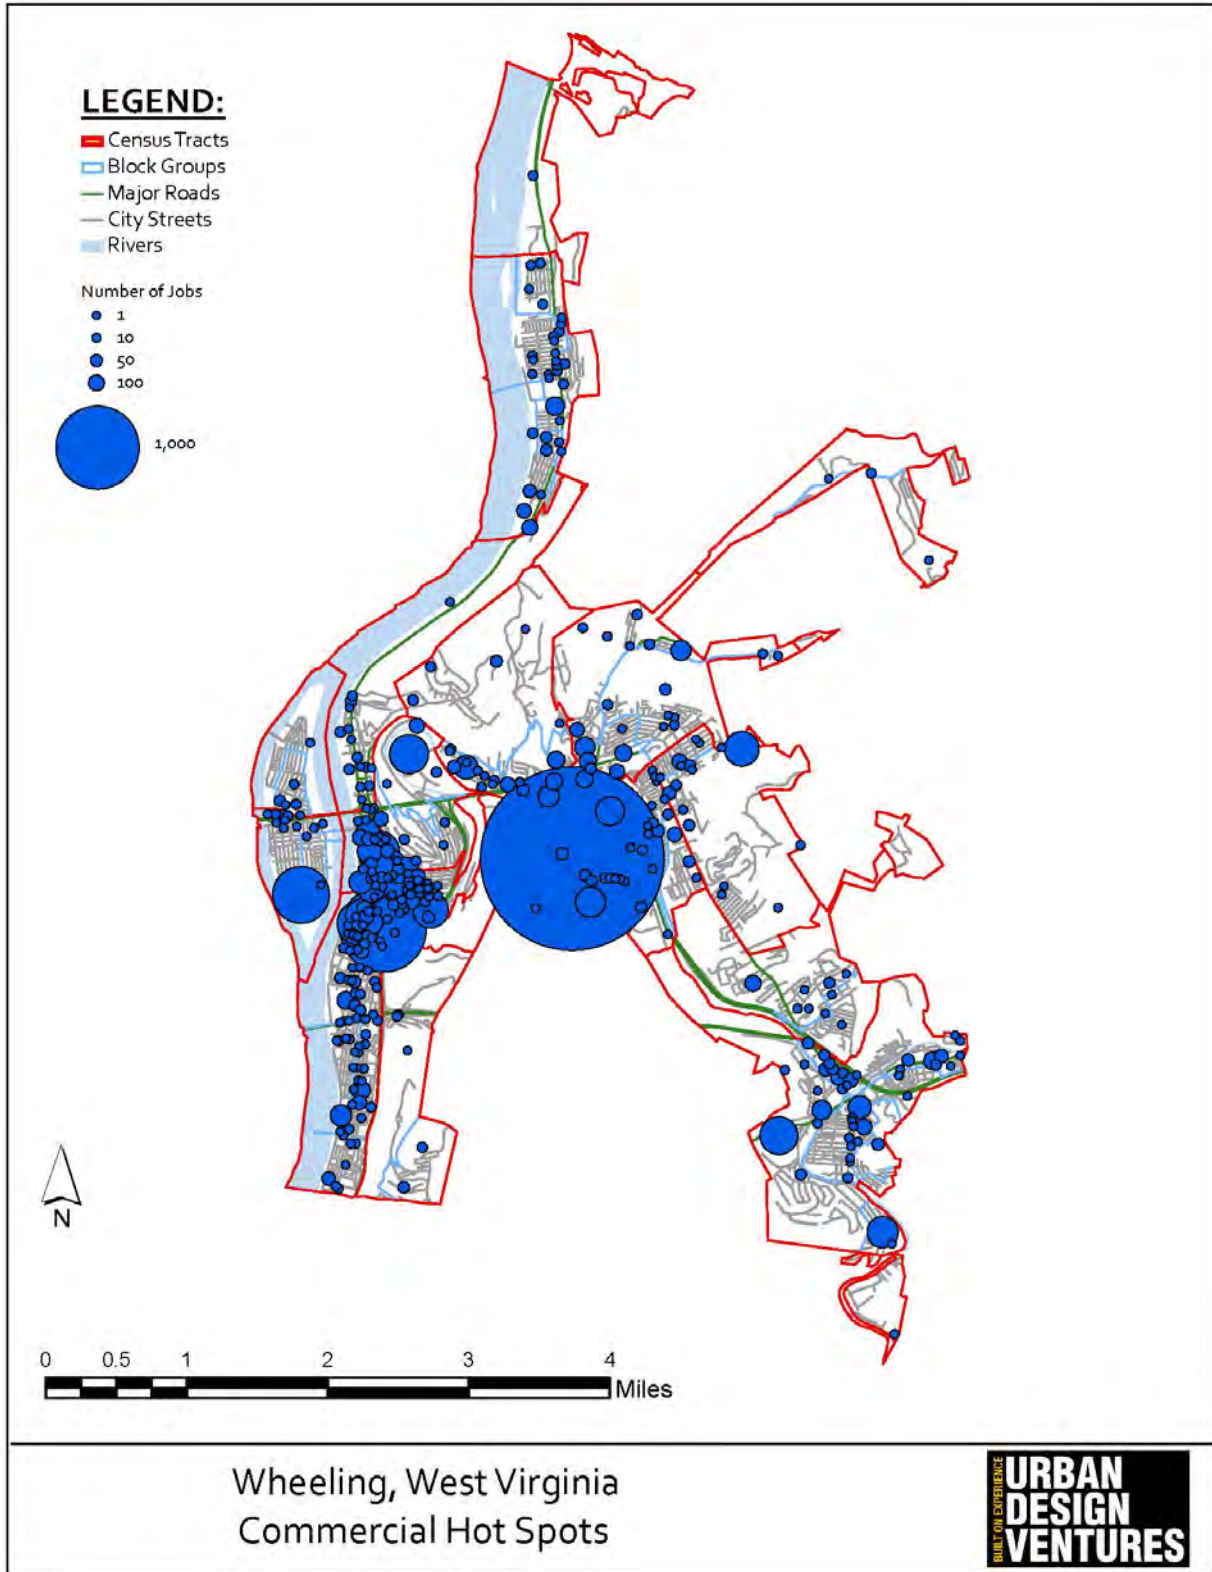 LEGEND:
Census Tracts
Block Groups
Major Roads
City Streets
Rivers
Number of Jobs
1
10
50
100
1,000
N
0 0.5 1 2 3 4
Miles
Wheeling, West Virginia
Commercial Hot Spots
BUILT ON EXPERIENCE
URBAN
DESIGN
VENTURES